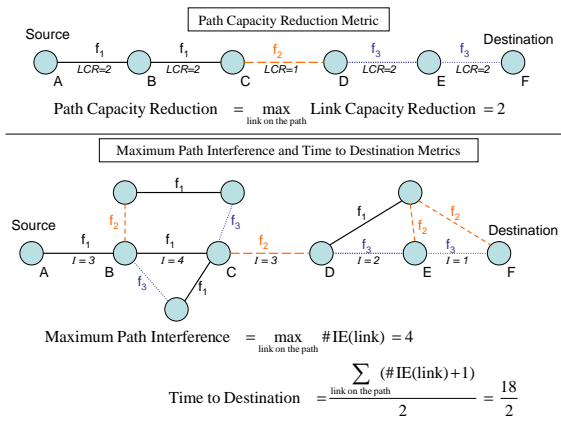 Path Capacity Reduction Metric
Source
Destination
f₁ f₁ f₂ f₃ f₃
LCR=2 LCR=2 LCR=1 LCR=2 LCR=2
A B C D E F
Path Capacity Reduction = max Link Capacity Reduction = 2
link on the path
Maximum Path Interference and Time to Destination Metrics
f₁
f₁
f₂ f₃ f₂ f₂
Source
Destination
f₁ f₁ f₂ f₃ f₃
I = 3 I = 4 I = 3 I = 2 I = 1
A B C D E F
f₃ f₁
Maximum Path Interference = max #IE(link) = 4
link on the path
∑ (#IE(link)+1)
link on the path
Time to Destination = 2 = 18/2